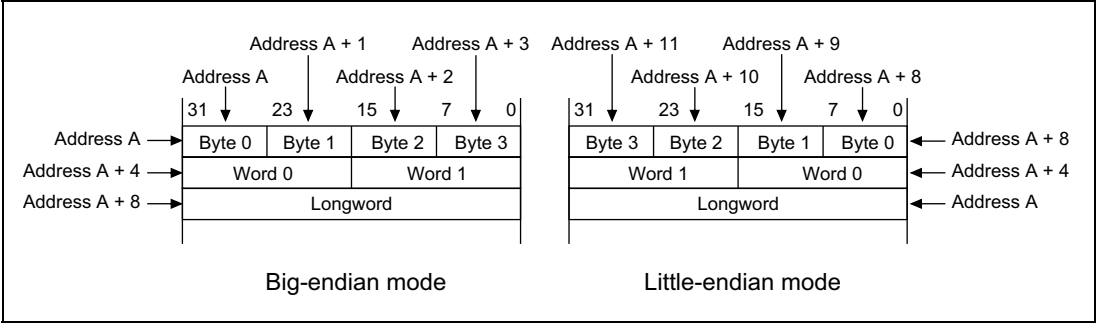 Address A + 1 Address A + 3 Address A + 11 Address A + 9
Address A Address A + 2 Address A + 10 Address A + 8
31 23 15 7 0 31 23 15 7 0
Address A Byte 0 Byte 1 Byte 2 Byte 3 Byte 3 Byte 2 Byte 1 Byte 0 Address A + 8
Address A + 4 Word 0 Word 1 Word 1 Word 0 Address A + 4
Address A + 8 Longword Longword Address A
Big-endian mode Little-endian mode